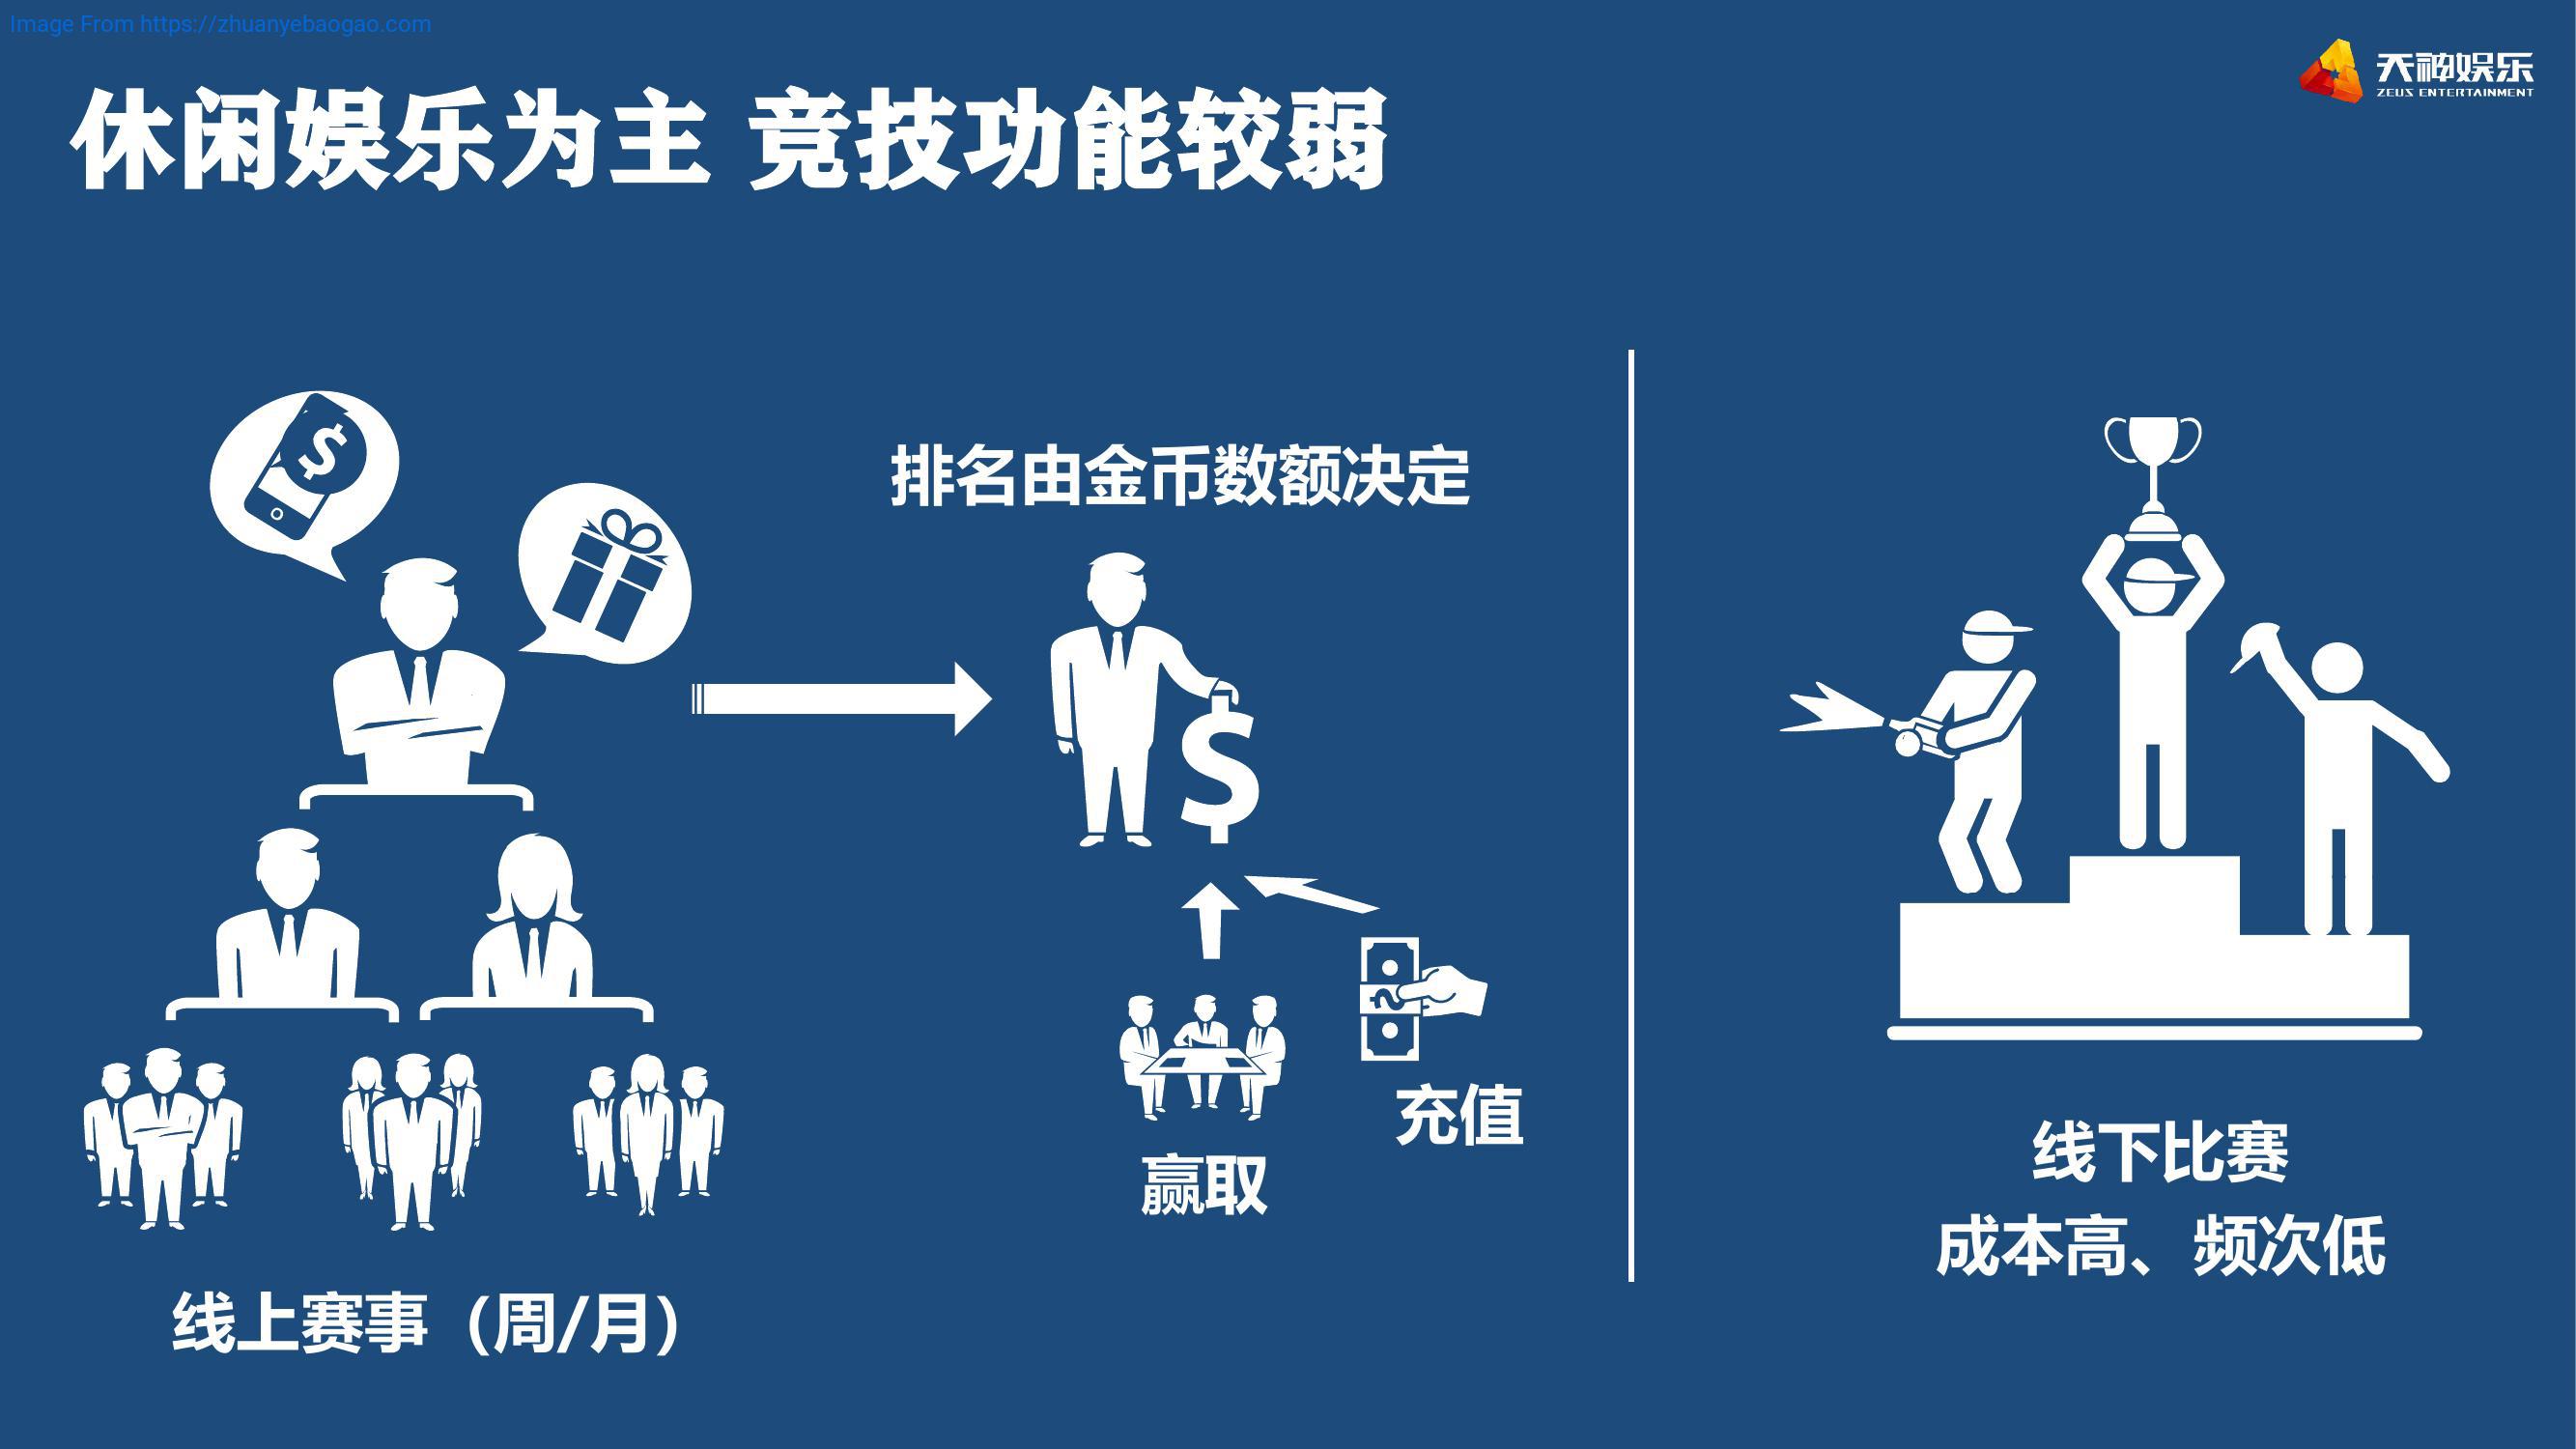 Image From https://zhuanyebaogao.com
天神娱乐
ZEUS ENTERTAINMENT
休闲娱乐为主 竞技功能较弱
$
排名由金币数额决定
$
充值
赢取
线上赛事（周/月）
线下比赛
成本高、频次低